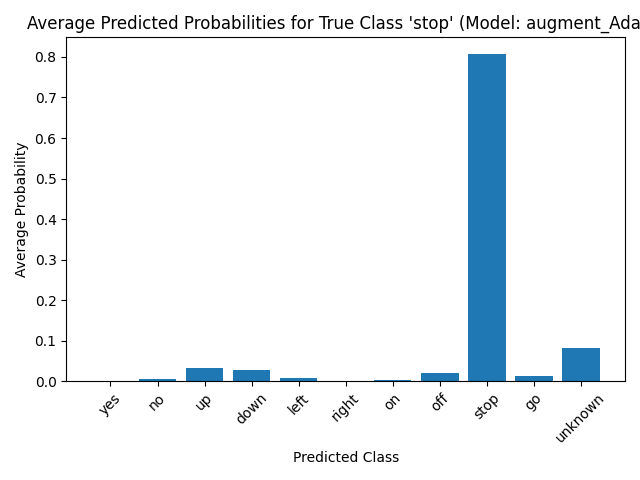 Average Predicted Probabilities for True Class 'stop' (Model: augment_Ada
0.8
0.7
0.6
0.5
0.4
0.3
0.2
0.1
0.0
Average Probability
yes
no
up
down
left
right
on
off
stop
go
unknown
Predicted Class